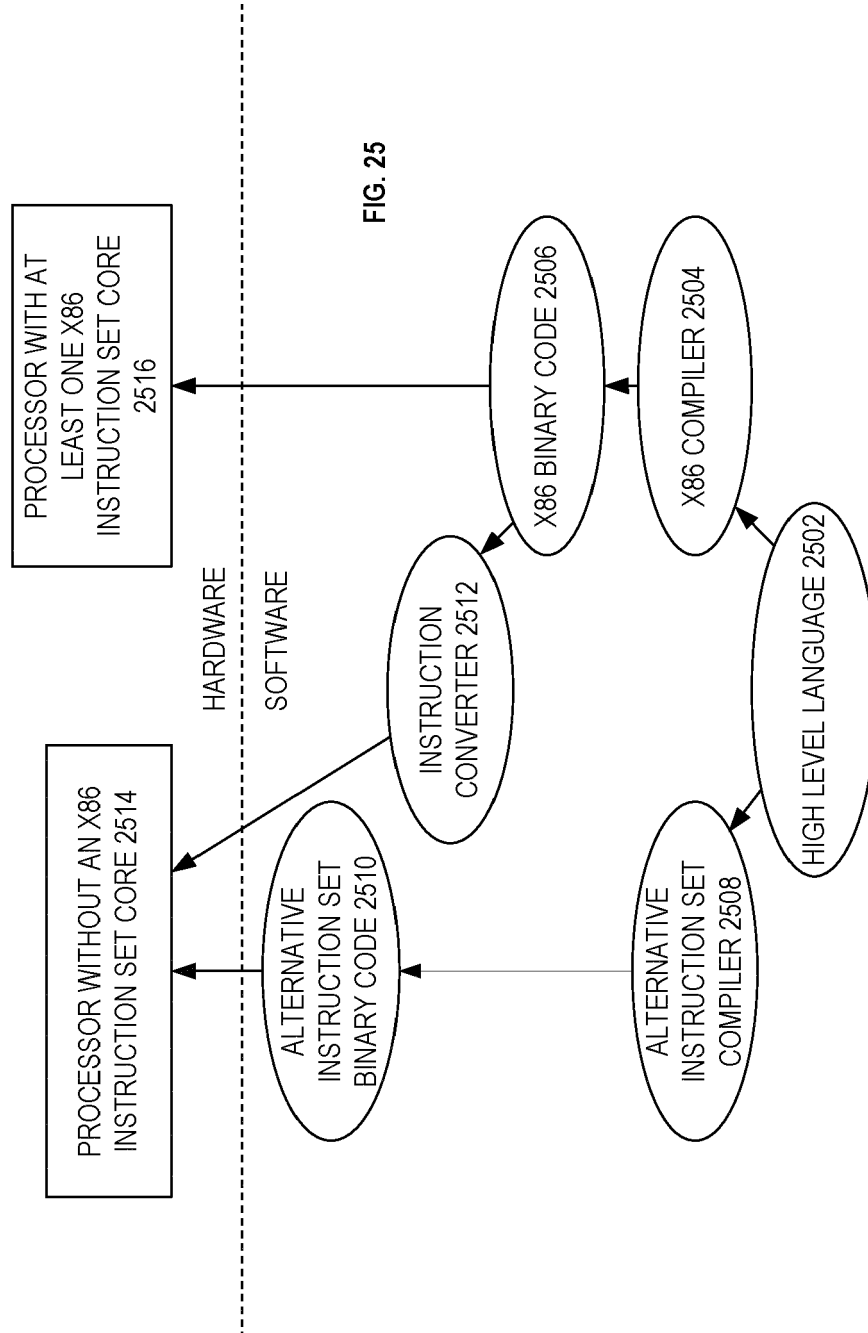 PROCESSOR WITHOUT AN X86
INSTRUCTION SET CORE 2514
PROCESSOR WITH AT
LEAST ONE X86
INSTRUCTION SET CORE
2516
HARDWARE
SOFTWARE
ALTERNATIVE
INSTRUCTION SET
BINARY CODE 2510
INSTRUCTION
CONVERTER 2512
FIG. 25
X86 BINARY CODE 2506
ALTERNATIVE
INSTRUCTION SET
COMPILER 2508
X86 COMPILER 2504
HIGH LEVEL LANGUAGE 2502